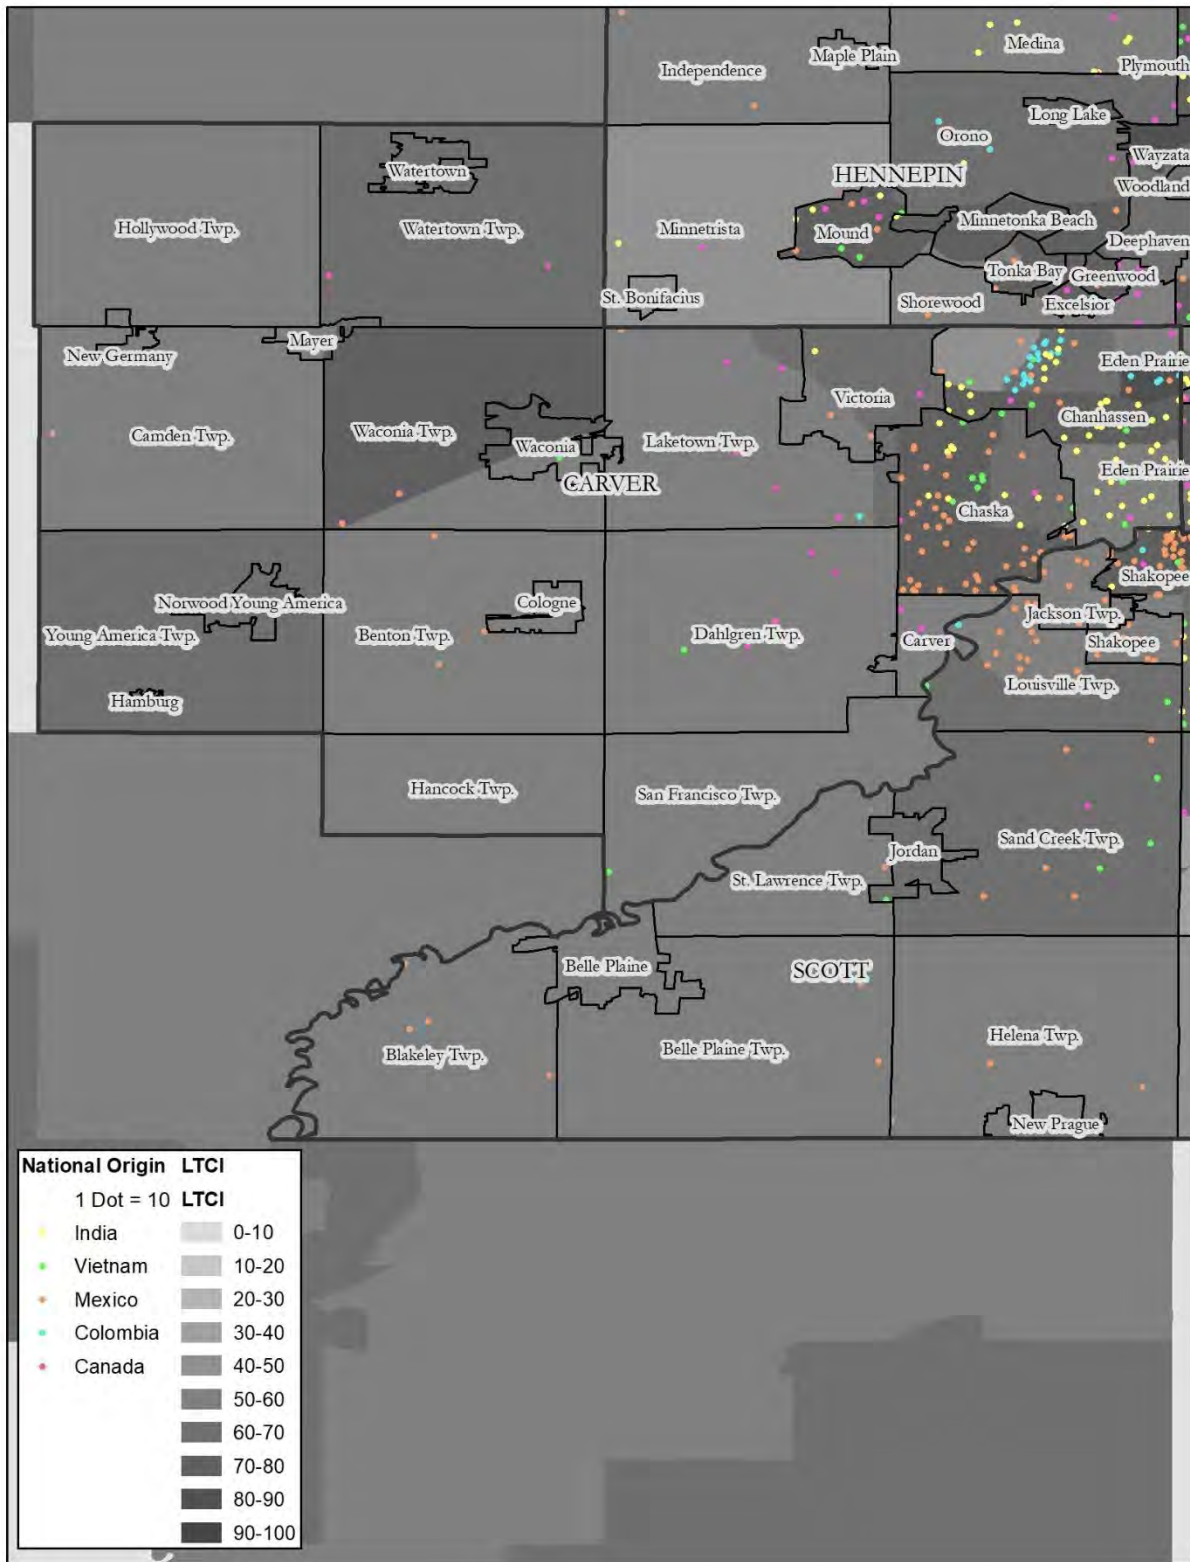 Medina
Maple Plain
Independence
Plymouth
Long Lake
Orono
Wayzata
Watertown
HENNEPIN
Woodland
Hollywood Twp.
Watertown Twp.
Minnetrista
Mound
Minnetonka Beach
Deephaven
Tonka Bay
Greenwood
St. Bonifacius
Shorewood
Excelsior
New Germany
Mayer
Eden Prairie
Victoria
Chanhassen
Camden Twp.
Waconia Twp.
Waconia
Laketown Twp.
Eden Prairie
CARVER
Chaska
Shakopee
Norwood Young America
Cologne
Jackson Twp.
Young America Twp.
Benton Twp.
Dahlgren Twp.
Carver
Shakopee
Louisville Twp.
Hamburg
Hancock Twp.
San Francisco Twp.
Sand Creek Twp.
Jordan
St. Lawrence Twp.
Belle Plaine
SCOTT
Helena Twp.
Blakeley Twp.
Belle Plaine Twp.
New Prague
National Origin LTCI
1 Dot = 10 LTCI
India 0-10
Vietnam 10-20
Mexico 20-30
Colombia 30-40
Canada 40-50
50-60
60-70
70-80
80-90
90-100